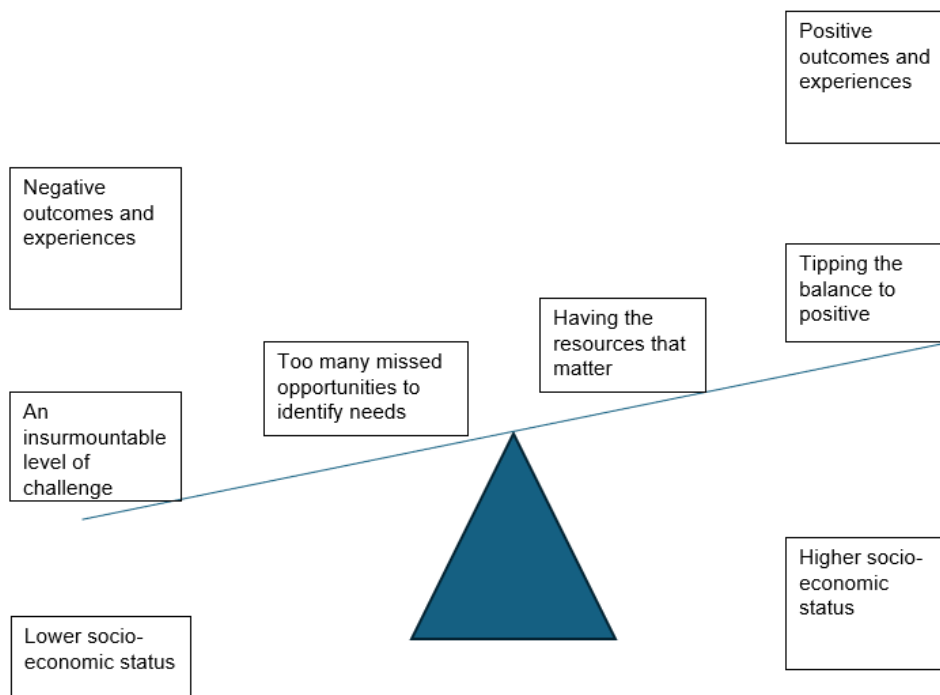 Positive
outcomes and
experiences
Negative
outcomes and
experiences
Tipping the
balance to
positive
Having the
resources that
matter
Too many missed
opportunities to
identify needs
An
insurmountable
level of
challenge
Higher socio-
economic
status
Lower socio-
economic status